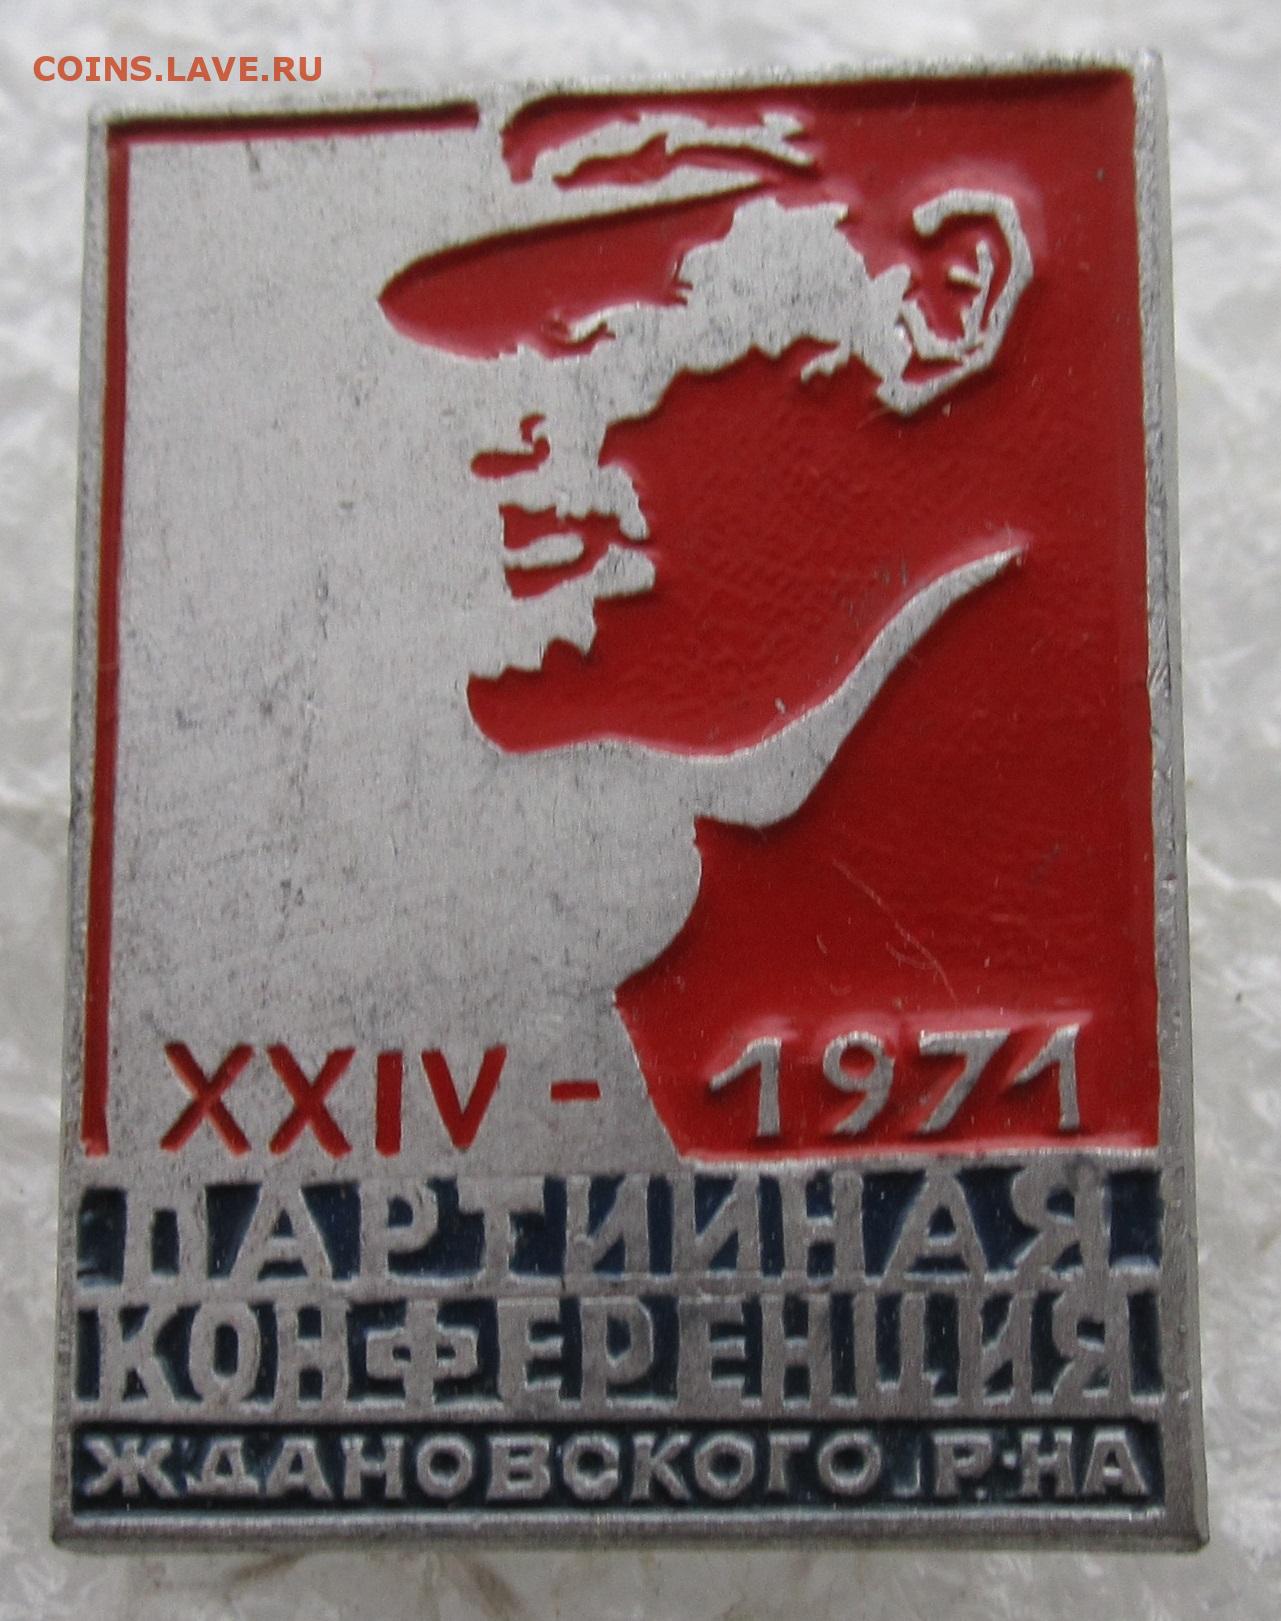 COINS.LAVE.RU
XXIV - 1971
ПАРТИЙНАЯ
КОНФЕРЕНЦИЯ
ЖДАНОВСКОГО Р-НА